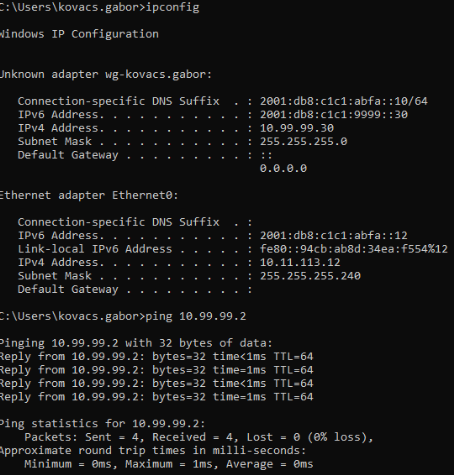 C:\Users\kovacs.gabor>ipconfig
Windows IP Configuration
Unknown adapter wg-kovacs.gabor:
Connection-specific DNS Suffix  . : 2001:db8:c1c1:abfa::10/64
IPv6 Address. . . . . . . . . . . : 2001:db8:c1c1:9999::30
IPv4 Address. . . . . . . . . . . : 10.99.99.30
Subnet Mask . . . . . . . . . . . : 255.255.255.0
Default Gateway . . . . . . . . . : ::
0.0.0.0
Ethernet adapter Ethernet0:
Connection-specific DNS Suffix  . :
IPv6 Address. . . . . . . . . . . : 2001:db8:c1c1:abfa::12
Link-local IPv6 Address . . . . . : fe80::94cb:ab8d:34ea:f554%12
IPv4 Address. . . . . . . . . . . : 10.11.113.12
Subnet Mask . . . . . . . . . . . : 255.255.255.240
Default Gateway . . . . . . . . . :
C:\Users\kovacs.gabor>ping 10.99.99.2
Pinging 10.99.99.2 with 32 bytes of data:
Reply from 10.99.99.2: bytes=32 time<1ms TTL=64
Reply from 10.99.99.2: bytes=32 time=1ms TTL=64
Reply from 10.99.99.2: bytes=32 time<1ms TTL=64
Reply from 10.99.99.2: bytes=32 time=1ms TTL=64
Ping statistics for 10.99.99.2:
Packets: Sent = 4, Received = 4, Lost = 0 (0% loss),
Approximate round trip times in milli-seconds:
Minimum = 0ms, Maximum = 1ms, Average = 0ms